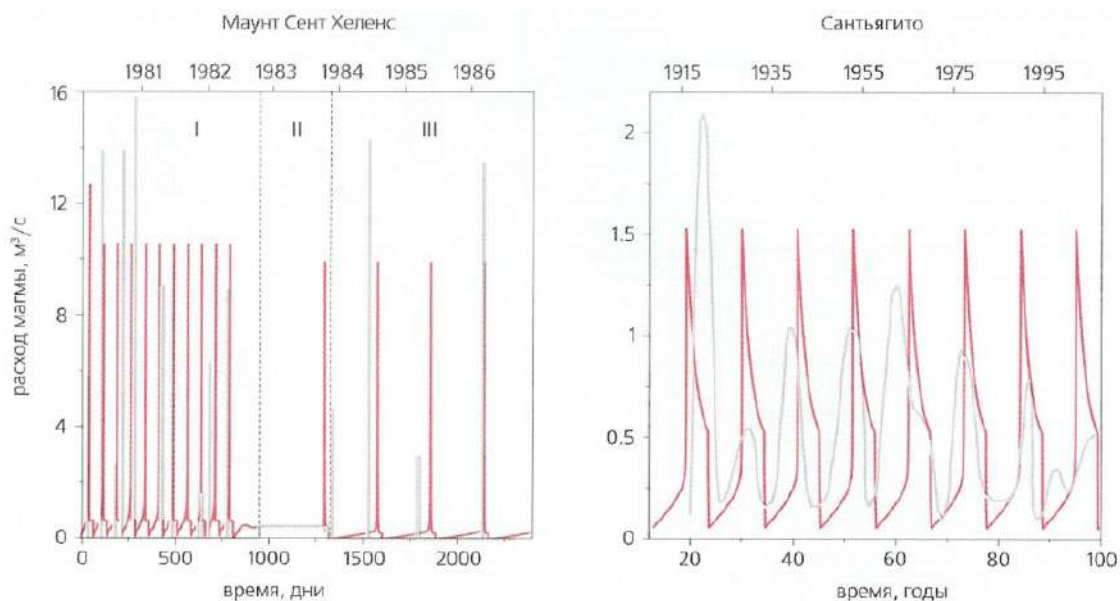 Маунт Сент Хеленс
1981 1982 1983 1984 1985 1986
16
12
8
4
0
I II III
0 500 1000 1500 2000
расход магмы, м³/с
время, дни
Сантьягито
1915 1935 1955 1975 1995
2
1.5
1
0.5
0
20 40 60 80 100
время, годы